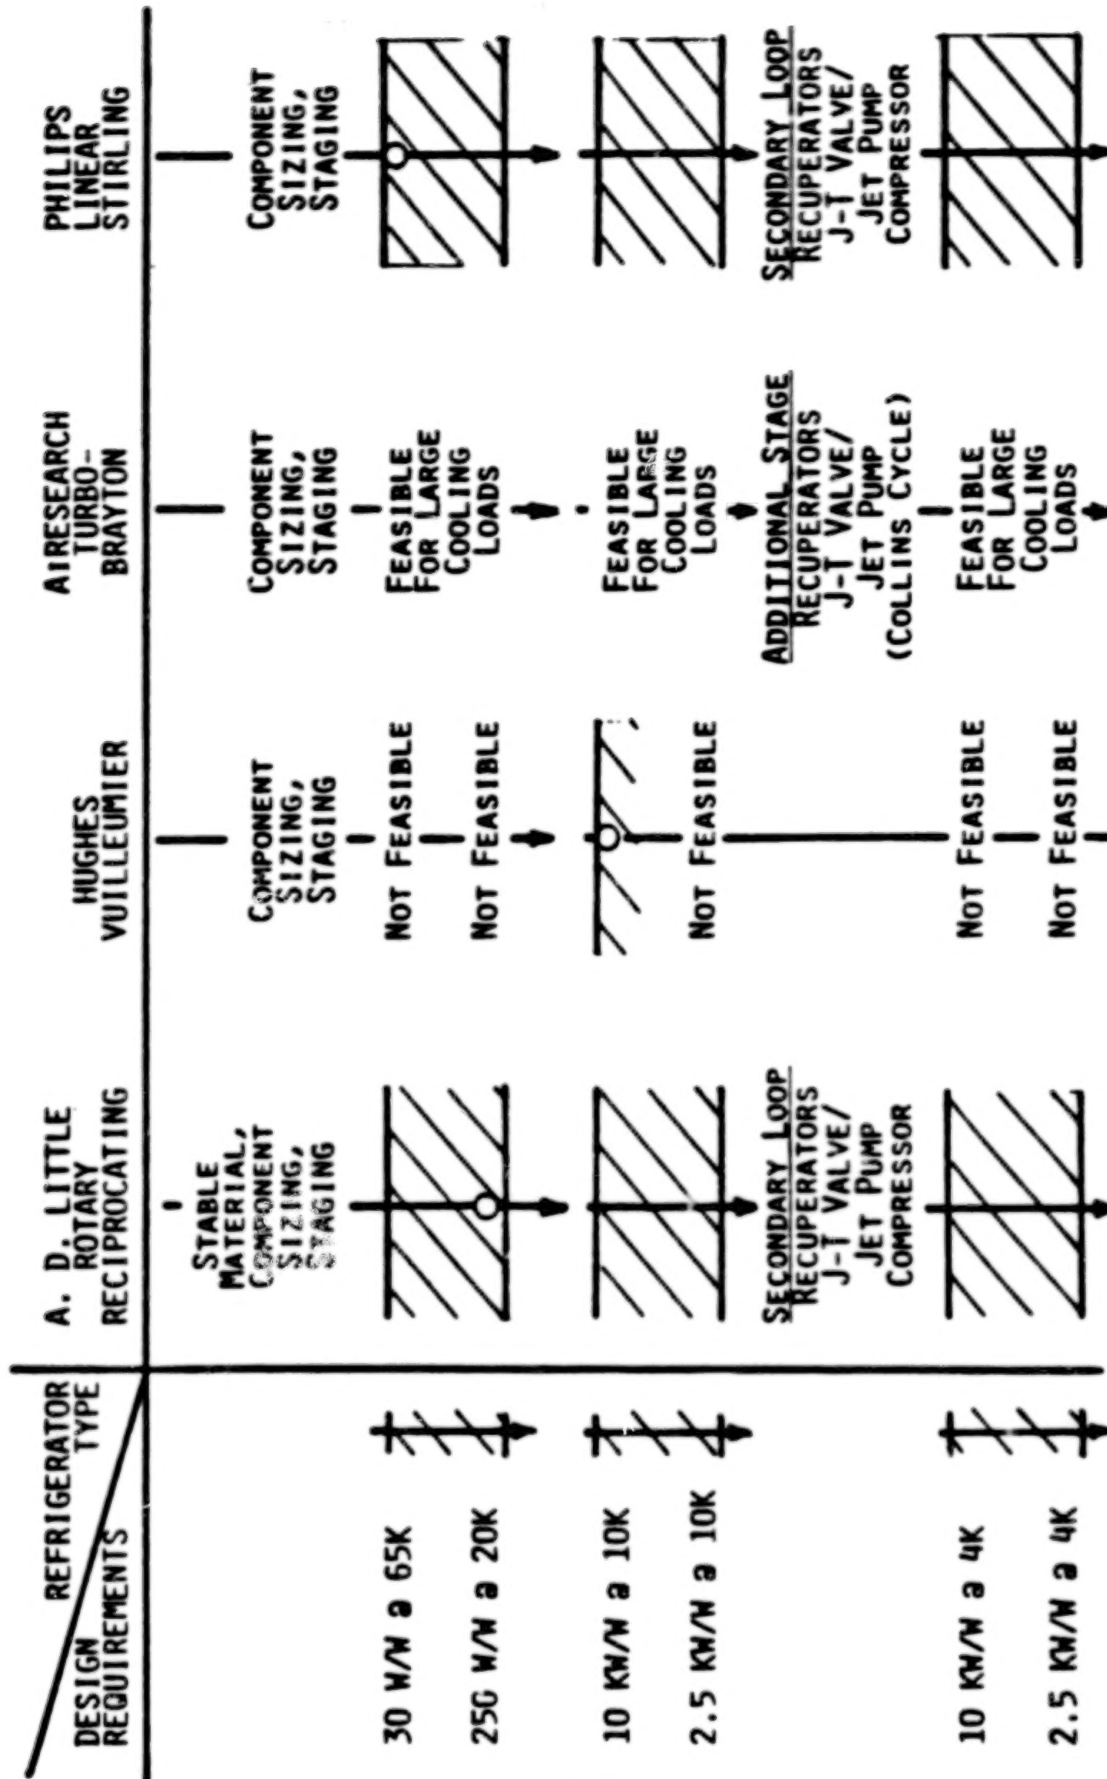 DESIGN
REQUIREMENTS
REFRIGERATOR
TYPE
A. D. LITTLE
ROTARY
RECIPROCATING
HUGHES
VUILLEUMIER
AIRESEARCH
TURBO-
BRAYTON
PHILIPS
LINEAR
STIRLING
STABLE
MATERIAL,
COMPONENT
SIZING,
STAGING
COMPONENT
SIZING,
STAGING
COMPONENT
SIZING,
STAGING
COMPONENT
SIZING,
STAGING
30 W/W @ 65K
NOT FEASIBLE
FEASIBLE
FOR LARGE
COOLING
LOADS
250 W/W @ 20K
NOT FEASIBLE
10 KW/W @ 10K
FEASIBLE
FOR LARGE
COOLING
LOADS
2.5 KW/W @ 10K
NOT FEASIBLE
SECONDARY LOOP
RECUPERATORS
J-T VALVE/
JET PUMP
COMPRESSOR
ADDITIONAL STAGE
RECUPERATORS
J-T VALVE/
JET PUMP
(COLLINS CYCLE)
SECONDARY LOOP
RECUPERATORS
J-T VALVE/
JET PUMP
COMPRESSOR
10 KW/W @ 4K
NOT FEASIBLE
FEASIBLE
FOR LARGE
COOLING
LOADS
2.5 KW/W @ 4K
NOT FEASIBLE